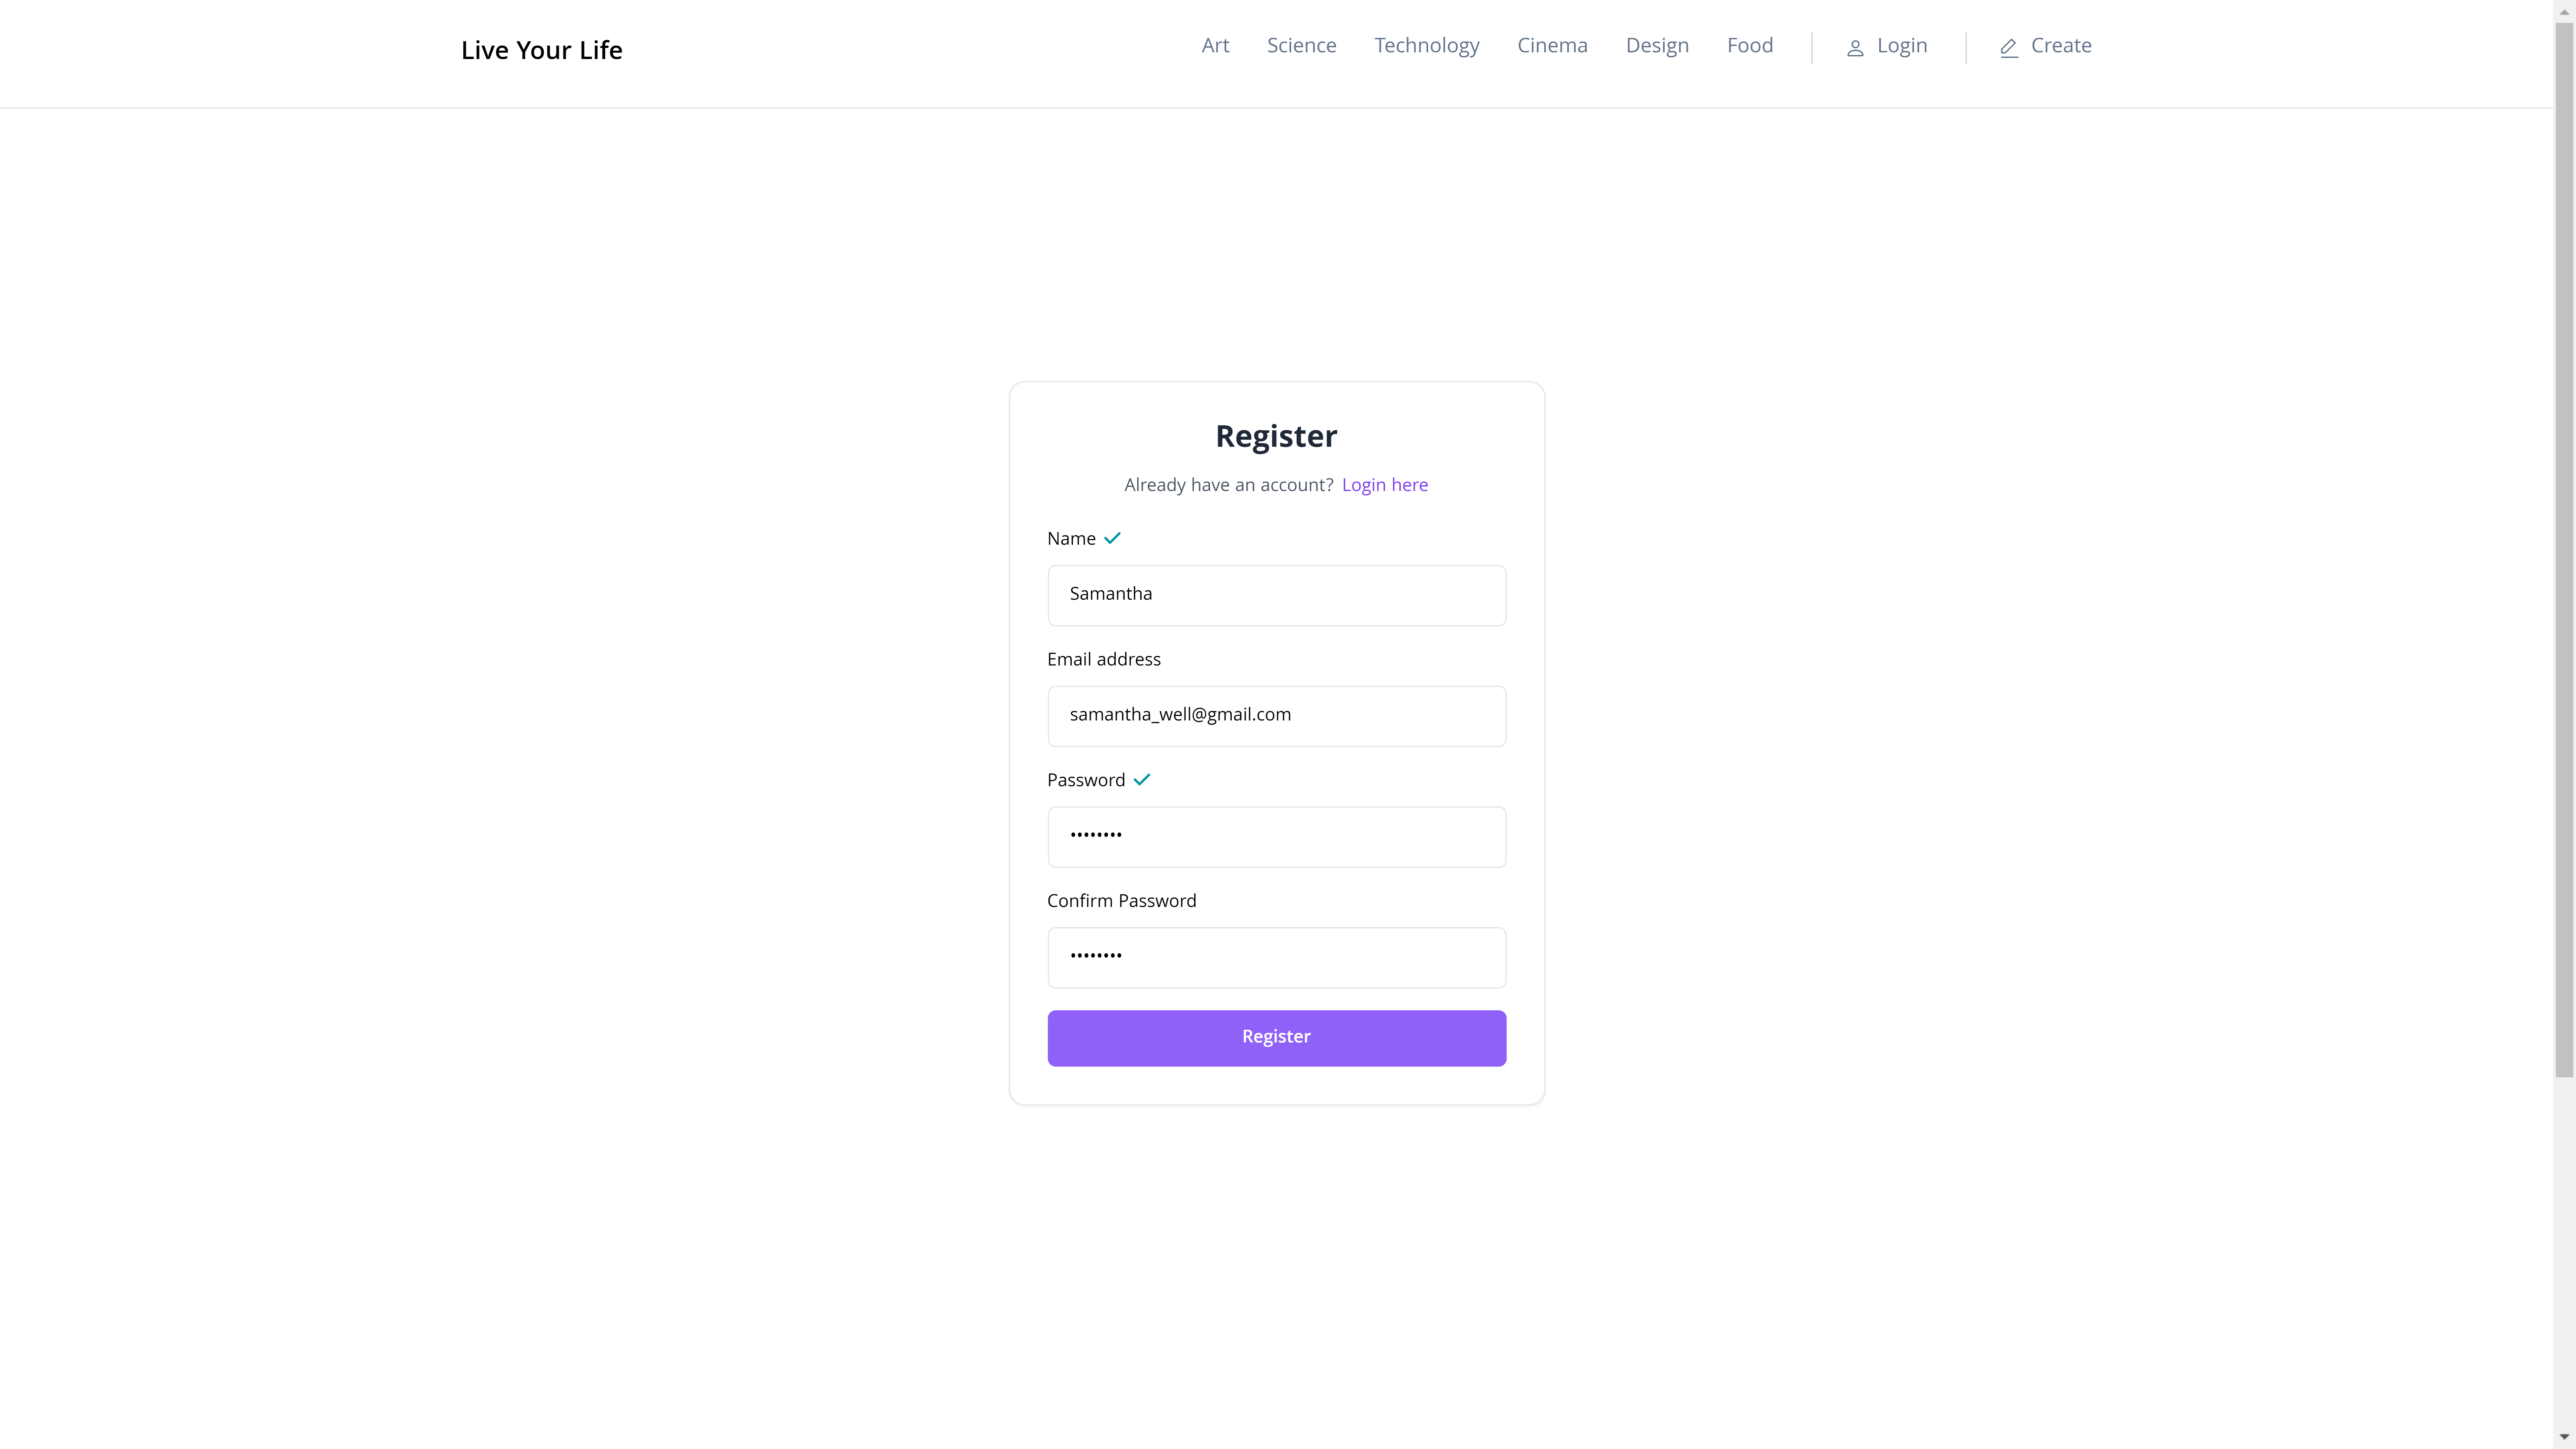 Live Your Life
Art Science Technology Cinema Design Food Login Create
Register
Already have an account? Login here
Name
Samantha
Email address
samantha_well@gmail.com
Password
••••••••
Confirm Password
••••••••
Register